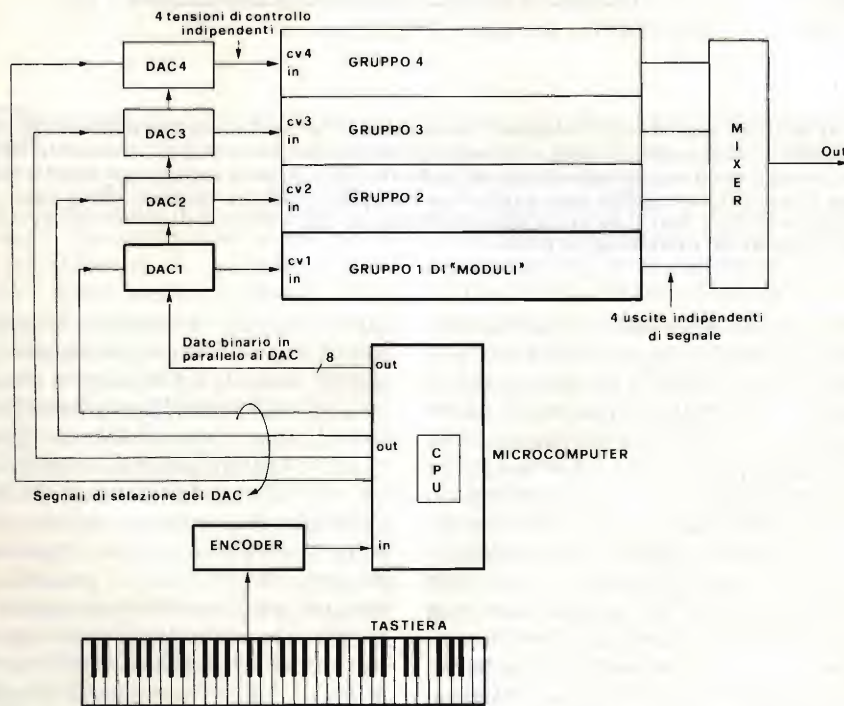 4 tensioni di controllo
indipendenti
DAC4
cv4
in
GRUPPO 4
DAC3
cv3
in
GRUPPO 3
DAC2
cv2
in
GRUPPO 2
DAC1
cv1
in
GRUPPO 1 DI "MODULI"
MIXER
Out
4 uscite indipendenti
di segnale
Dato binario in
parallelo ai DAC
8
out
out
CPU
MICROCOMPUTER
Segnali di selezione del DAC
ENCODER
in
TASTIERA